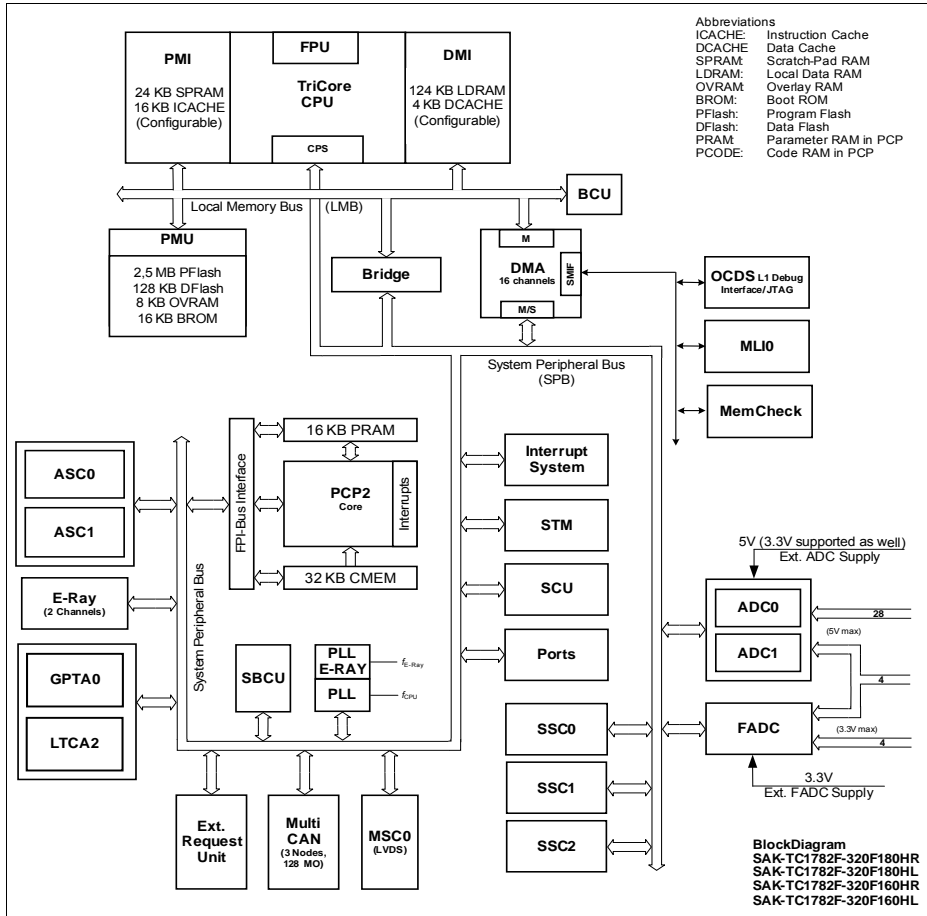 Abbreviations
ICACHE: Instruction Cache
DCACHE Data Cache
SPRAM: Scratch-Pad RAM
LDRAM: Local Data RAM
OVRAM: Overlay RAM
BROM: Boot ROM
PFlash: Program Flash
DFlash: Data Flash
PRAM: Parameter RAM in PCP
PCODE: Code RAM in PCP
PMI
24 KB SPRAM
16 KB ICACHE
(Configurable)
FPU
TriCore
CPU
CPS
DMI
124 KB LDRAM
4 KB DCACHE
(Configurable)
BCU
Local Memory Bus (LMB)
PMU
2,5 MB PFlash
128 KB DFlash
8 KB OVRAM
16 KB BROM
Bridge
M
DMA
16 channels
SMIF
M/S
OCDS L1 Debug
Interface/JTAG
MLI0
MemCheck
System Peripheral Bus
(SPB)
ASC0
ASC1
E-Ray
(2 Channels)
GPTA0
LTCA2
System Peripheral Bus
FPI-Bus Interface
16 KB PRAM
PCP2
Core
Interrupts
32 KB CMEM
SBCU
PLL
E-RAY
PLL
fE-Ray
fCPU
Interrupt
System
STM
SCU
Ports
SSC0
SSC1
SSC2
5V (3.3V supported as well)
Ext. ADC Supply
ADC0
ADC1
28
(5V max)
4
FADC
(3.3V max)
4
3.3V
Ext. FADC Supply
Ext.
Request
Unit
Multi
CAN
(3 Nodes,
128 MO)
MSC0
(LVDS)
BlockDiagram
SAK-TC1782F-320F180HR
SAK-TC1782F-320F180HL
SAK-TC1782F-320F160HR
SAK-TC1782F-320F160HL